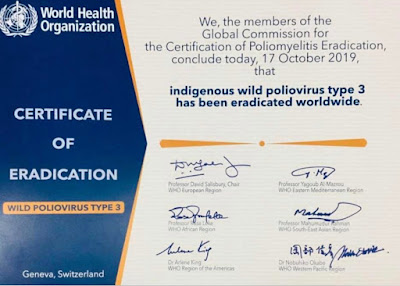 World Health
Organization
CERTIFICATE
OF
ERADICATION
WILD POLIOVIRUS TYPE 3
Geneva, Switzerland
We, the members of the
Global Commission for
the Certification of Poliomyelitis Eradication,
conclude today, 17 October 2019,
that
indigenous wild poliovirus type 3
has been eradicated worldwide.
Professor David Salisbury, Chair
WHO European Region
Professor Yagoub Al Mazrou
WHO Eastern Mediterranean Region
Professor Rose Leke
WHO African Region
Professor Mahmudur Rahman
WHO South-East Asian Region
Arlene King
Dr Arlene King
WHO Region of the Americas
Dr Nobuhiko Okabe
WHO Western Pacific Region